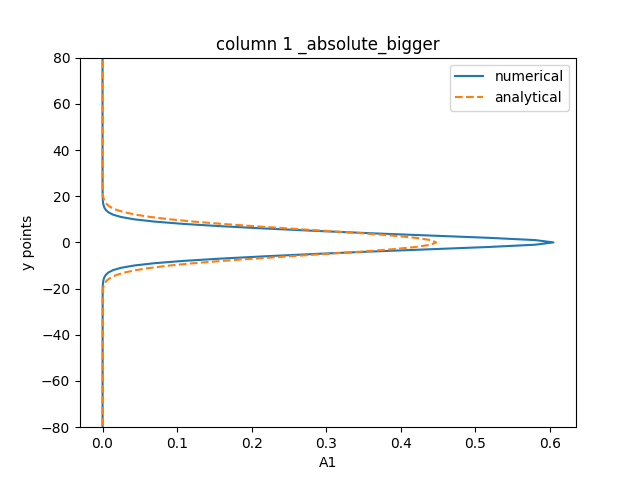 column 1 _absolute_bigger
numerical
analytical
80
60
40
20
0
−20
−40
−60
−80
y points
0.0 0.1 0.2 0.3 0.4 0.5 0.6
A1